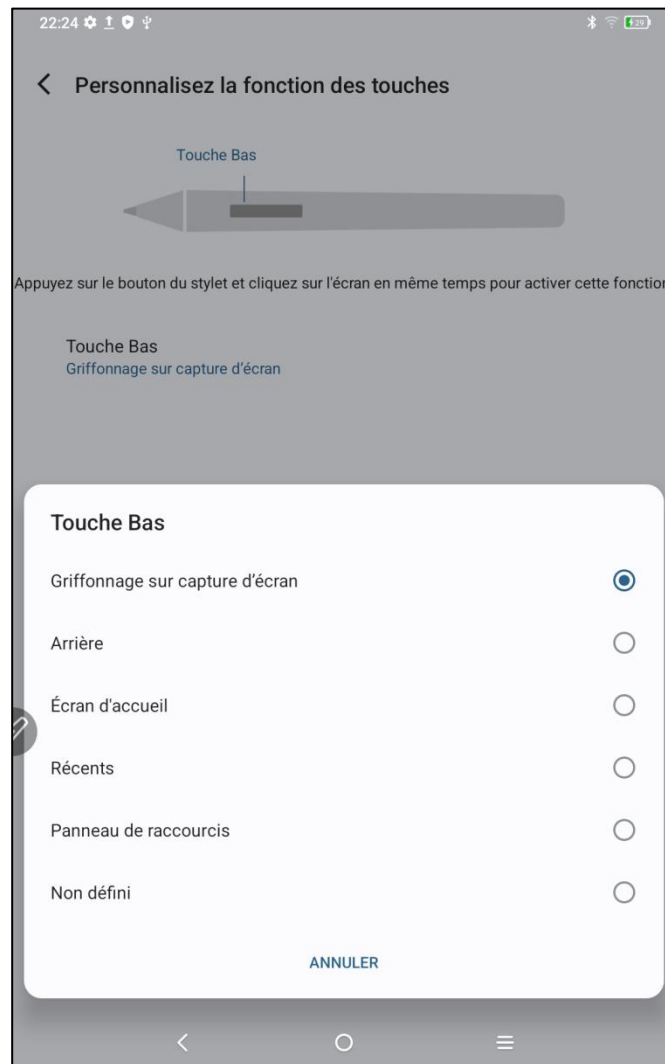 22:24
29
Personnalisez la fonction des touches
Touche Bas
Appuyez sur le bouton du stylet et cliquez sur l'écran en même temps pour activer cette fonction
Touche Bas
Griffonnage sur capture d’écran
Touche Bas
Griffonnage sur capture d’écran
Arrière
Écran d'accueil
Récents
Panneau de raccourcis
Non défini
ANNULER